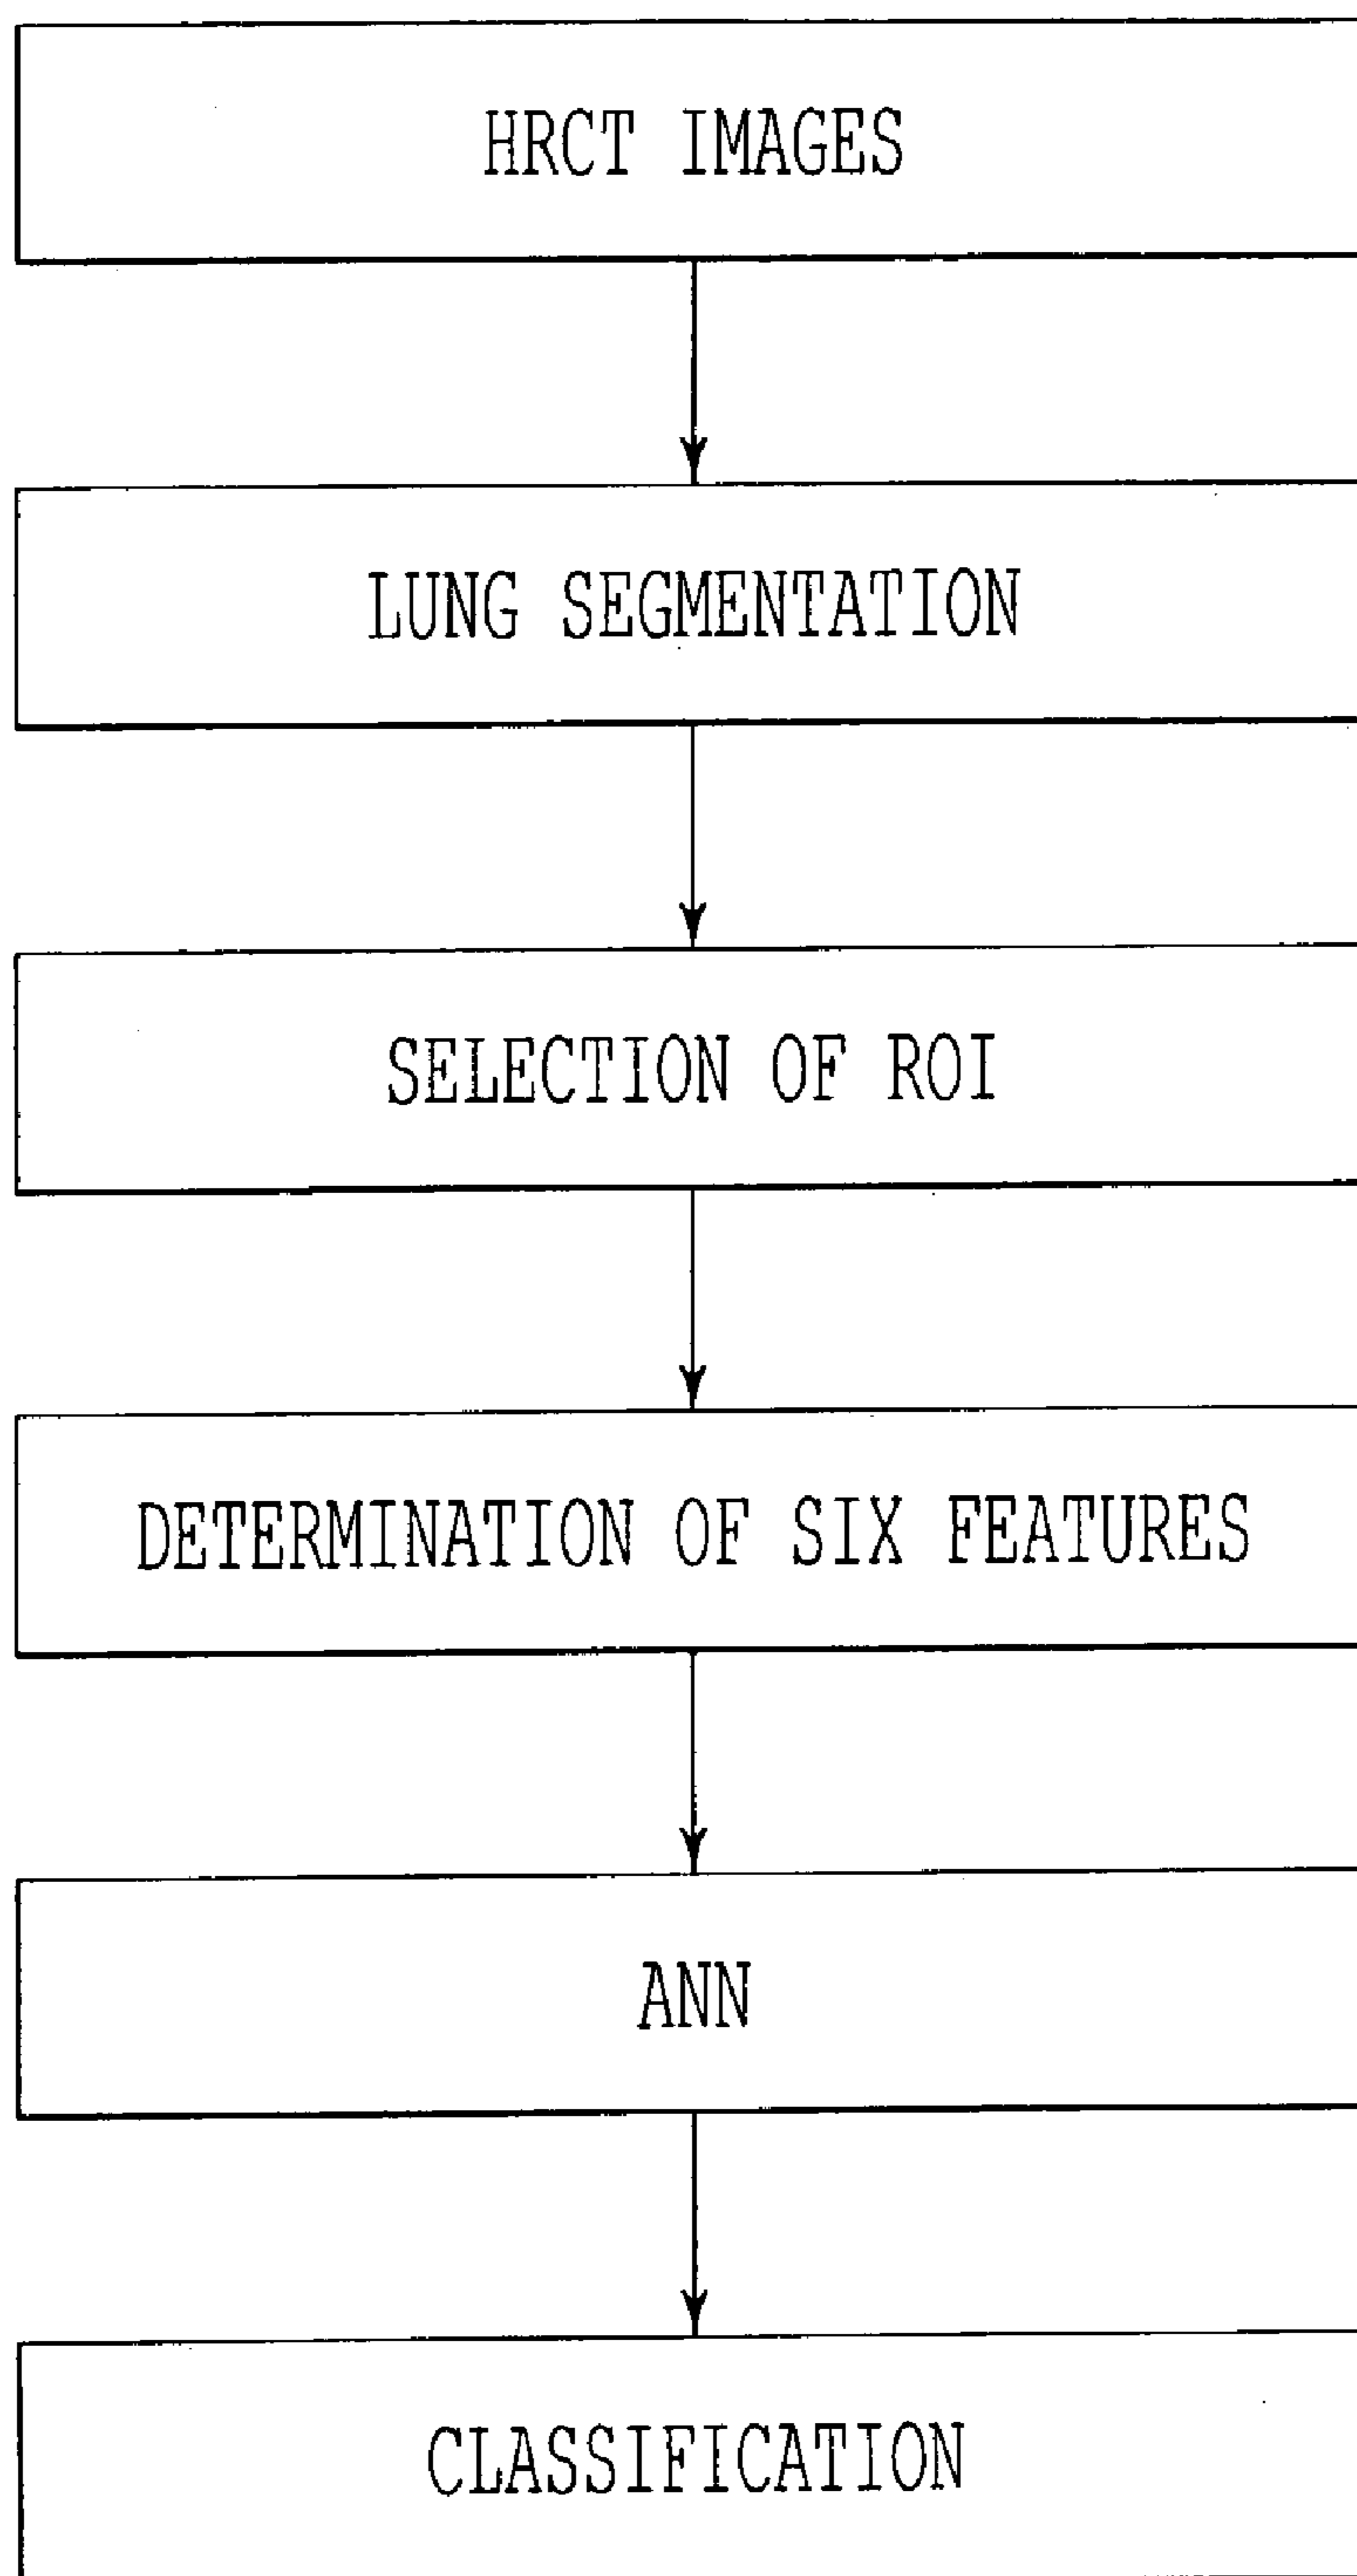 HRCT IMAGES
LUNG SEGMENTATION
SELECTION OF ROI
DETERMINATION OF SIX FEATURES
ANN
CLASSIFICATION